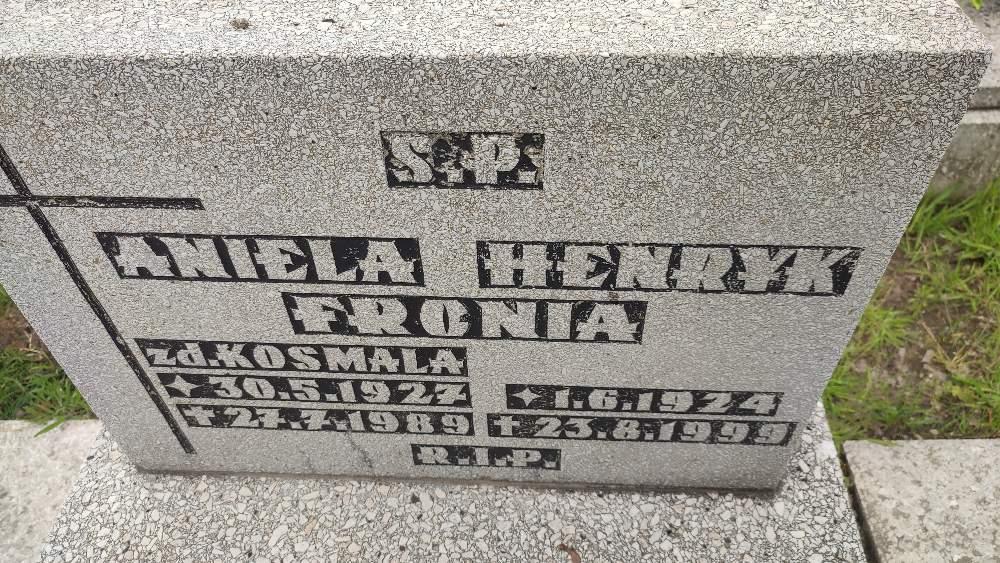 S.P.
ANIELA HENRYK
FRONIA
zd.KOSMALA
✦30.5.1927 ✦1.6.1924
✝27.7.1989 ✝23.8.1999
R.I.P.